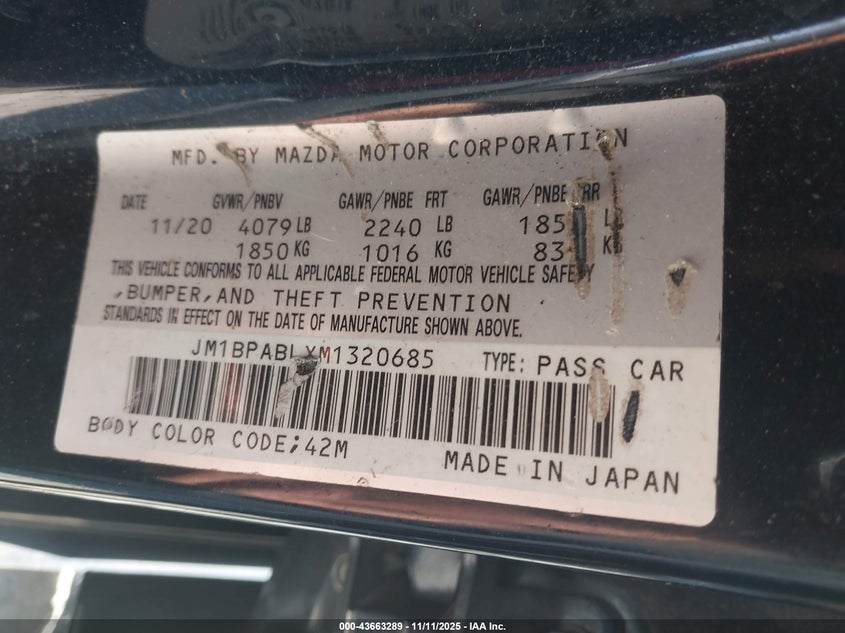 MFD. BY MAZDA MOTOR CORPORATION
DATE GVWR/PNBV GAWR/PNBE FRT GAWR/PNBE RR
11/20 4079 LB 2240 LB
1850 KG 1016 KG
THIS VEHICLE CONFORMS TO ALL APPLICABLE FEDERAL MOTOR VEHICLE SAFETY
,BUMPER,AND THEFT PREVENTION
STANDARDS IN EFFECT ON THE DATE OF MANUFACTURE SHOWN ABOVE.
JM1BPABLXM1320685 TYPE: PASS CAR
BODY COLOR CODE;42M
MADE IN JAPAN
000-43663289 - 11/11/2025 - IAA Inc.